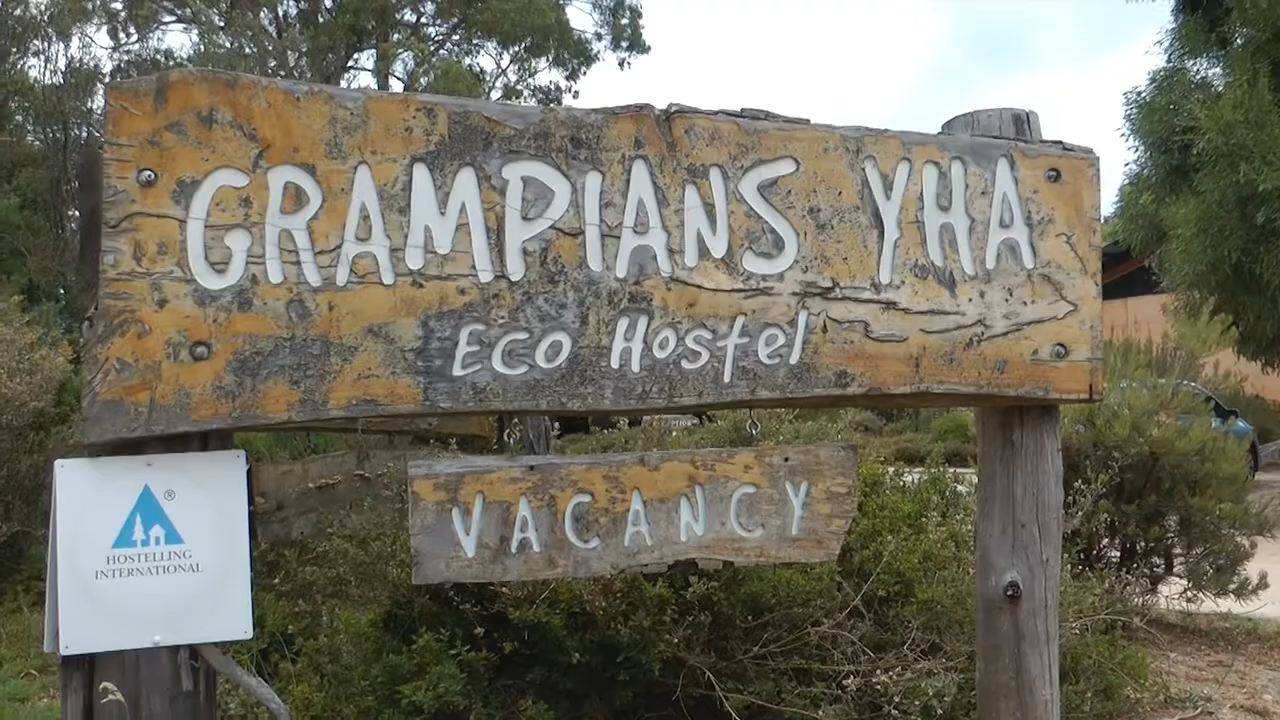 GRAMPIANS YHA
Eco Hostel
VACANCY
®
HOSTELLING
INTERNATIONAL